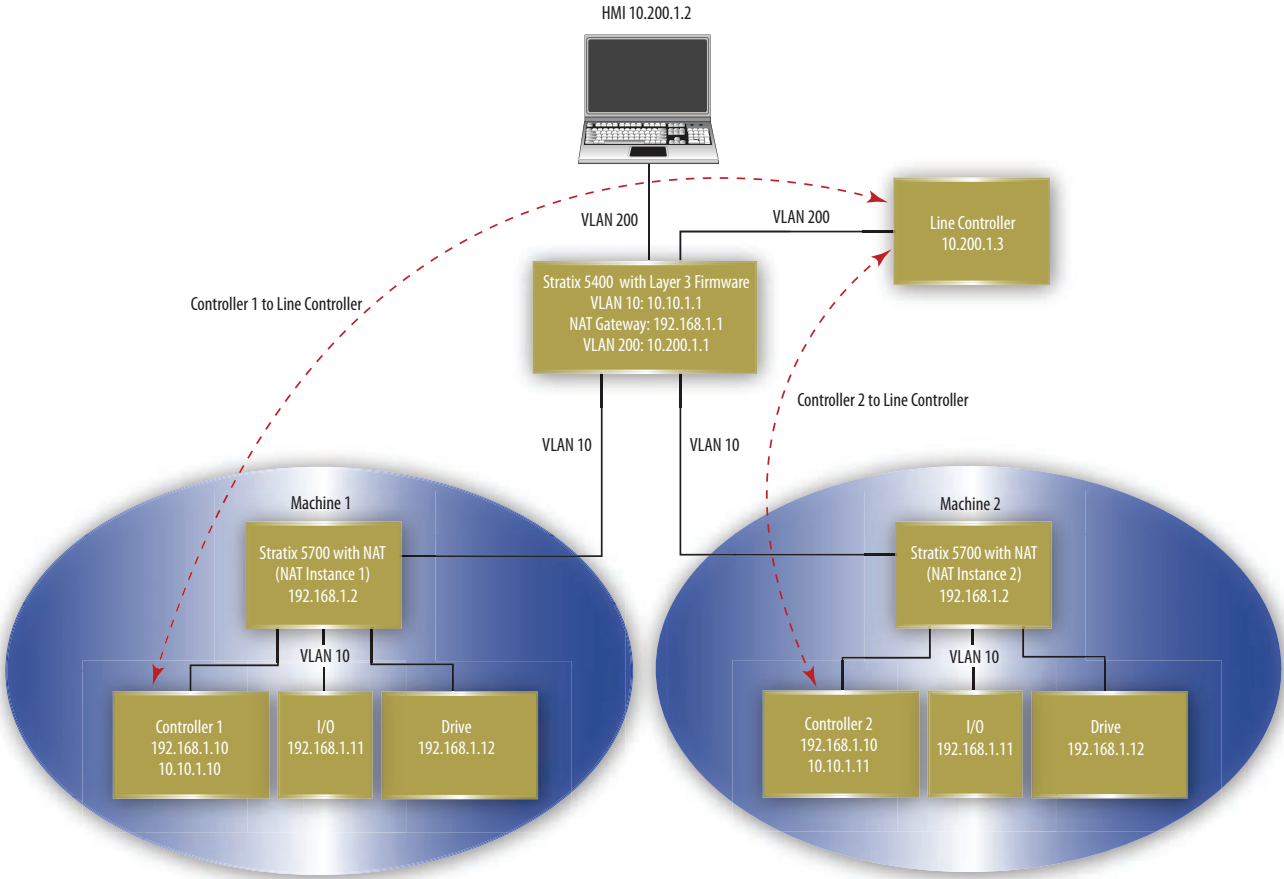 HMI 10.200.1.2
VLAN 200
VLAN 200
Line Controller
10.200.1.3
Stratix 5400 with Layer 3 Firmware
VLAN 10: 10.10.1.1
NAT Gateway: 192.168.1.1
VLAN 200: 10.200.1.1
Controller 1 to Line Controller
Controller 2 to Line Controller
VLAN 10
VLAN 10
Machine 1
Stratix 5700 with NAT
(NAT Instance 1)
192.168.1.2
VLAN 10
Controller 1
192.168.1.10
10.10.1.10
I/O
192.168.1.11
Drive
192.168.1.12
Machine 2
Stratix 5700 with NAT
(NAT Instance 2)
192.168.1.2
VLAN 10
Controller 2
192.168.1.10
10.10.1.11
I/O
192.168.1.11
Drive
192.168.1.12